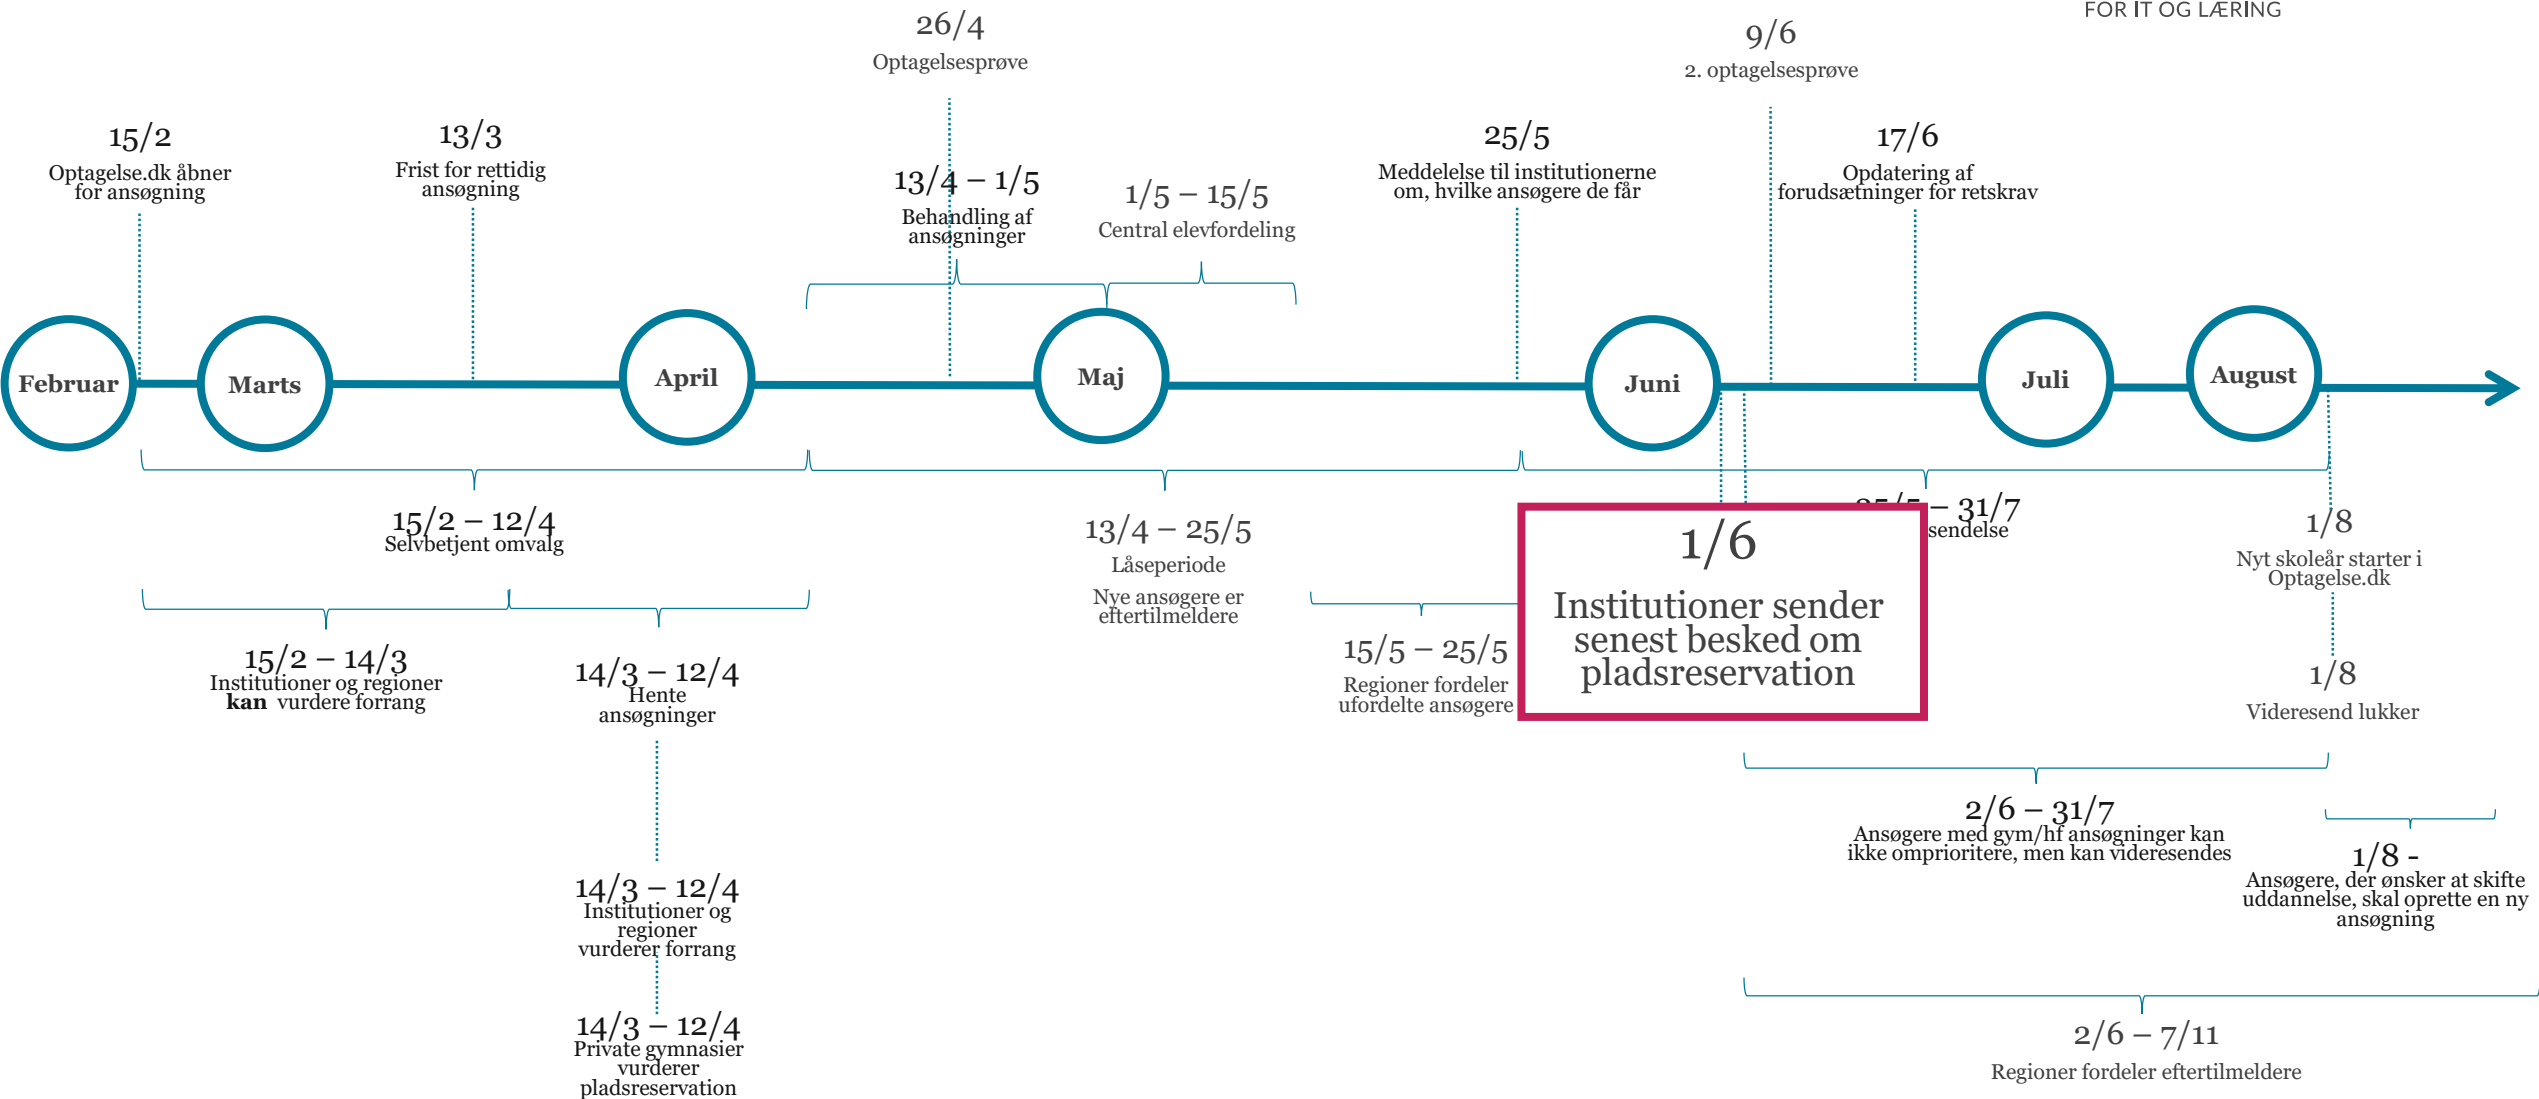 FOR IT OG LÆRING
26/4
Optagelsesprøve
9/6
2. optagelsesprøve
15/2
Optagelse.dk åbner
for ansøgning
13/3
Frist for rettidig
ansøgning
13/4 – 1/5
Behandling af
ansøgninger
1/5 – 15/5
Central elevfordeling
25/5
Meddelelse til institutionerne
om, hvilke ansøgere de får
17/6
Opdatering af
forudsætninger for retskrav
Februar
Marts
April
Maj
Juni
Juli
August
15/2 – 12/4
Selvbetjent omvalg
13/4 – 25/5
Låseperiode
Nye ansøgere er
eftertilmeldere
– 31/7
sendelse
1/6
Institutioner sender
senest besked om
pladsreservation
1/8
Nyt skoleår starter i
Optagelse.dk
15/2 – 14/3
Institutioner og regioner
kan vurdere forrang
14/3 – 12/4
Hente
ansøgninger
15/5 – 25/5
Regioner fordeler
ufordelte ansøgere
1/8
Videresend lukker
2/6 – 31/7
Ansøgere med gym/hf ansøgninger kan
ikke omprioritere, men kan videresendes
1/8 -
Ansøgere, der ønsker at skifte
uddannelse, skal oprette en ny
ansøgning
14/3 – 12/4
Institutioner og
regioner
vurderer forrang
14/3 – 12/4
Private gymnasier
vurderer
pladsreservation
2/6 – 7/11
Regioner fordeler eftertilmeldere